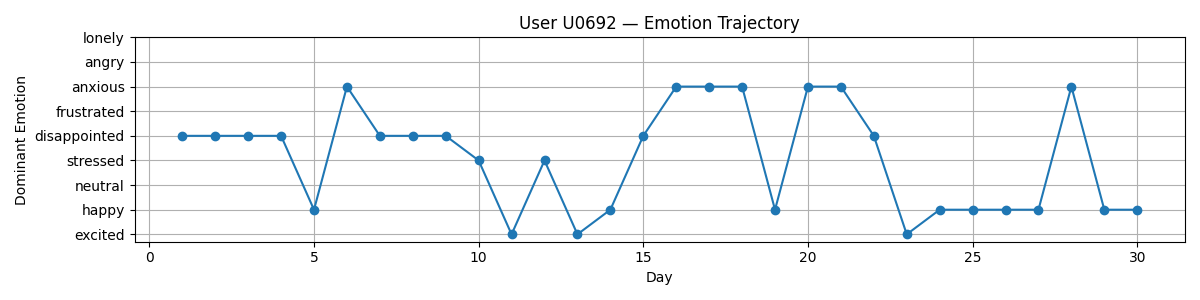 User U0692 — Emotion Trajectory
Dominant Emotion
lonely
angry
anxious
frustrated
disappointed
stressed
neutral
happy
excited
0 5 10 15 20 25 30
Day